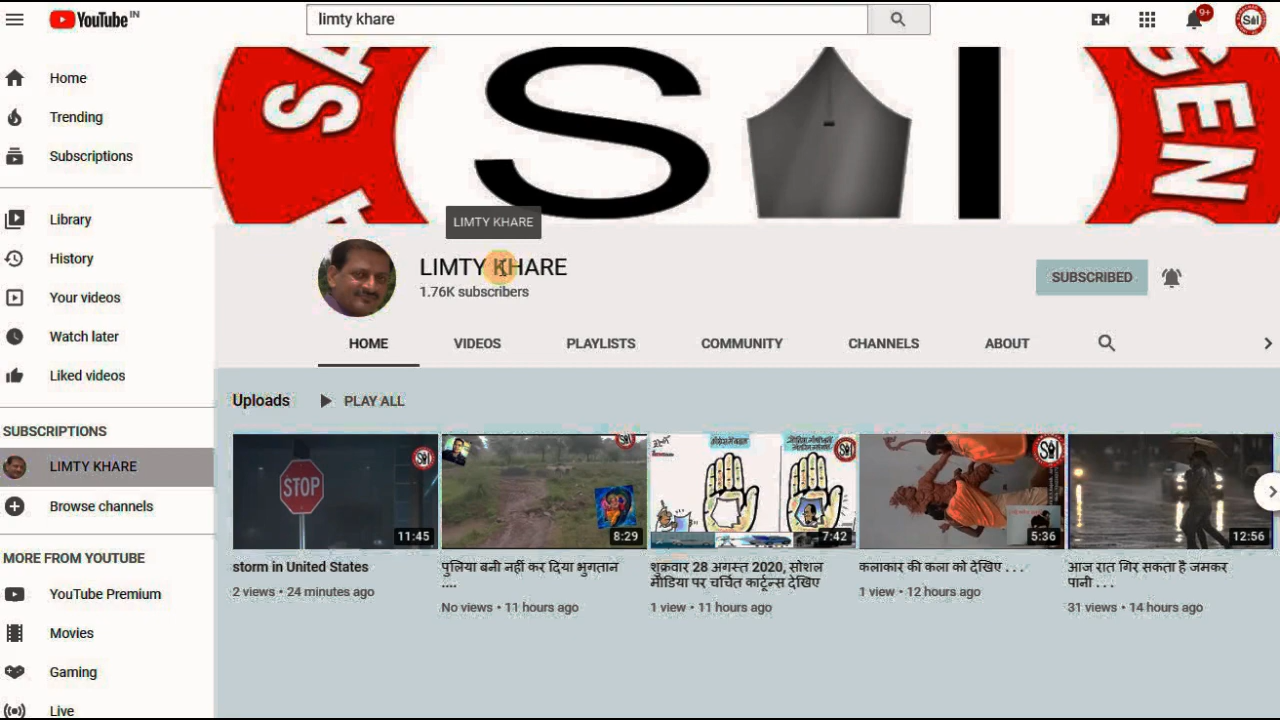 YouTube IN
limty khare
9+
SAI
Home
Trending
Subscriptions
Library
History
Your videos
Watch later
Liked videos
SUBSCRIPTIONS
LIMTY KHARE
Browse channels
MORE FROM YOUTUBE
YouTube Premium
Movies
Gaming
Live
SA
S I
GEN
LIMTY KHARE
LIMTY KHARE
1.76K subscribers
SUBSCRIBED
HOME VIDEOS PLAYLISTS COMMUNITY CHANNELS ABOUT
Uploads PLAY ALL
STOP
11:45
8:29
7:42
5:36
12:56
storm in United States
2 views • 24 minutes ago
पुलिया बनी नहीं कर दिया भुगतान
....
No views • 11 hours ago
शुक्रवार 28 अगस्त 2020, सोशल
मीडिया पर चर्चित कार्टून्स देखिए
1 view • 11 hours ago
कलाकार की कला को देखिए . . .
1 view • 12 hours ago
आज रात गिर सकता है जमकर
पानी . . .
31 views • 14 hours ago